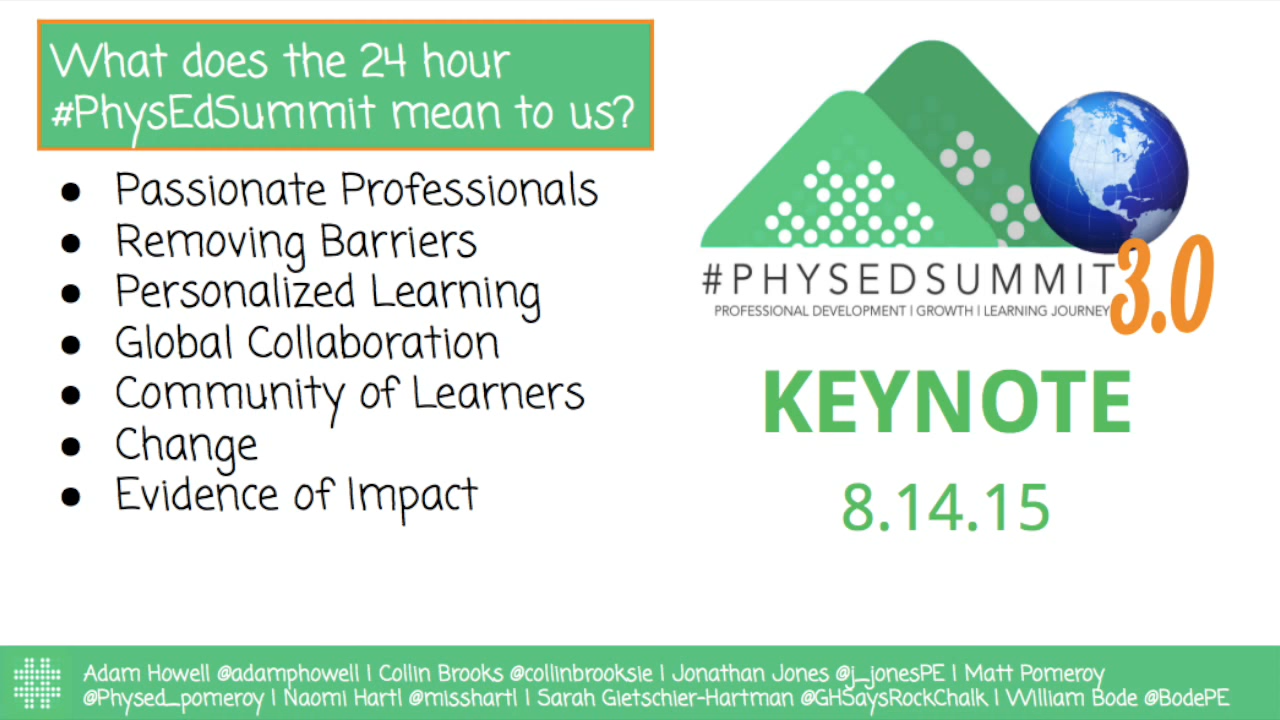 What does the 24 hour
#PhysEdSummit mean to us?
● Passionate Professionals
● Removing Barriers
● Personalized Learning
● Global Collaboration
● Community of Learners
● Change
● Evidence of Impact
#PHYSEDSUMMIT 3.0
PROFESSIONAL DEVELOPMENT | GROWTH | LEARNING JOURNEY
KEYNOTE
8.14.15
Adam Howell @adamphowell | Collin Brooks @collinbrooksie | Jonathan Jones @j_jonesPE | Matt Pomeroy
@Physed_pomeroy | Naomi Hartl @misshartl | Sarah Gietschier-Hartman @GHSaysRockChalk | William Bode @BodePE